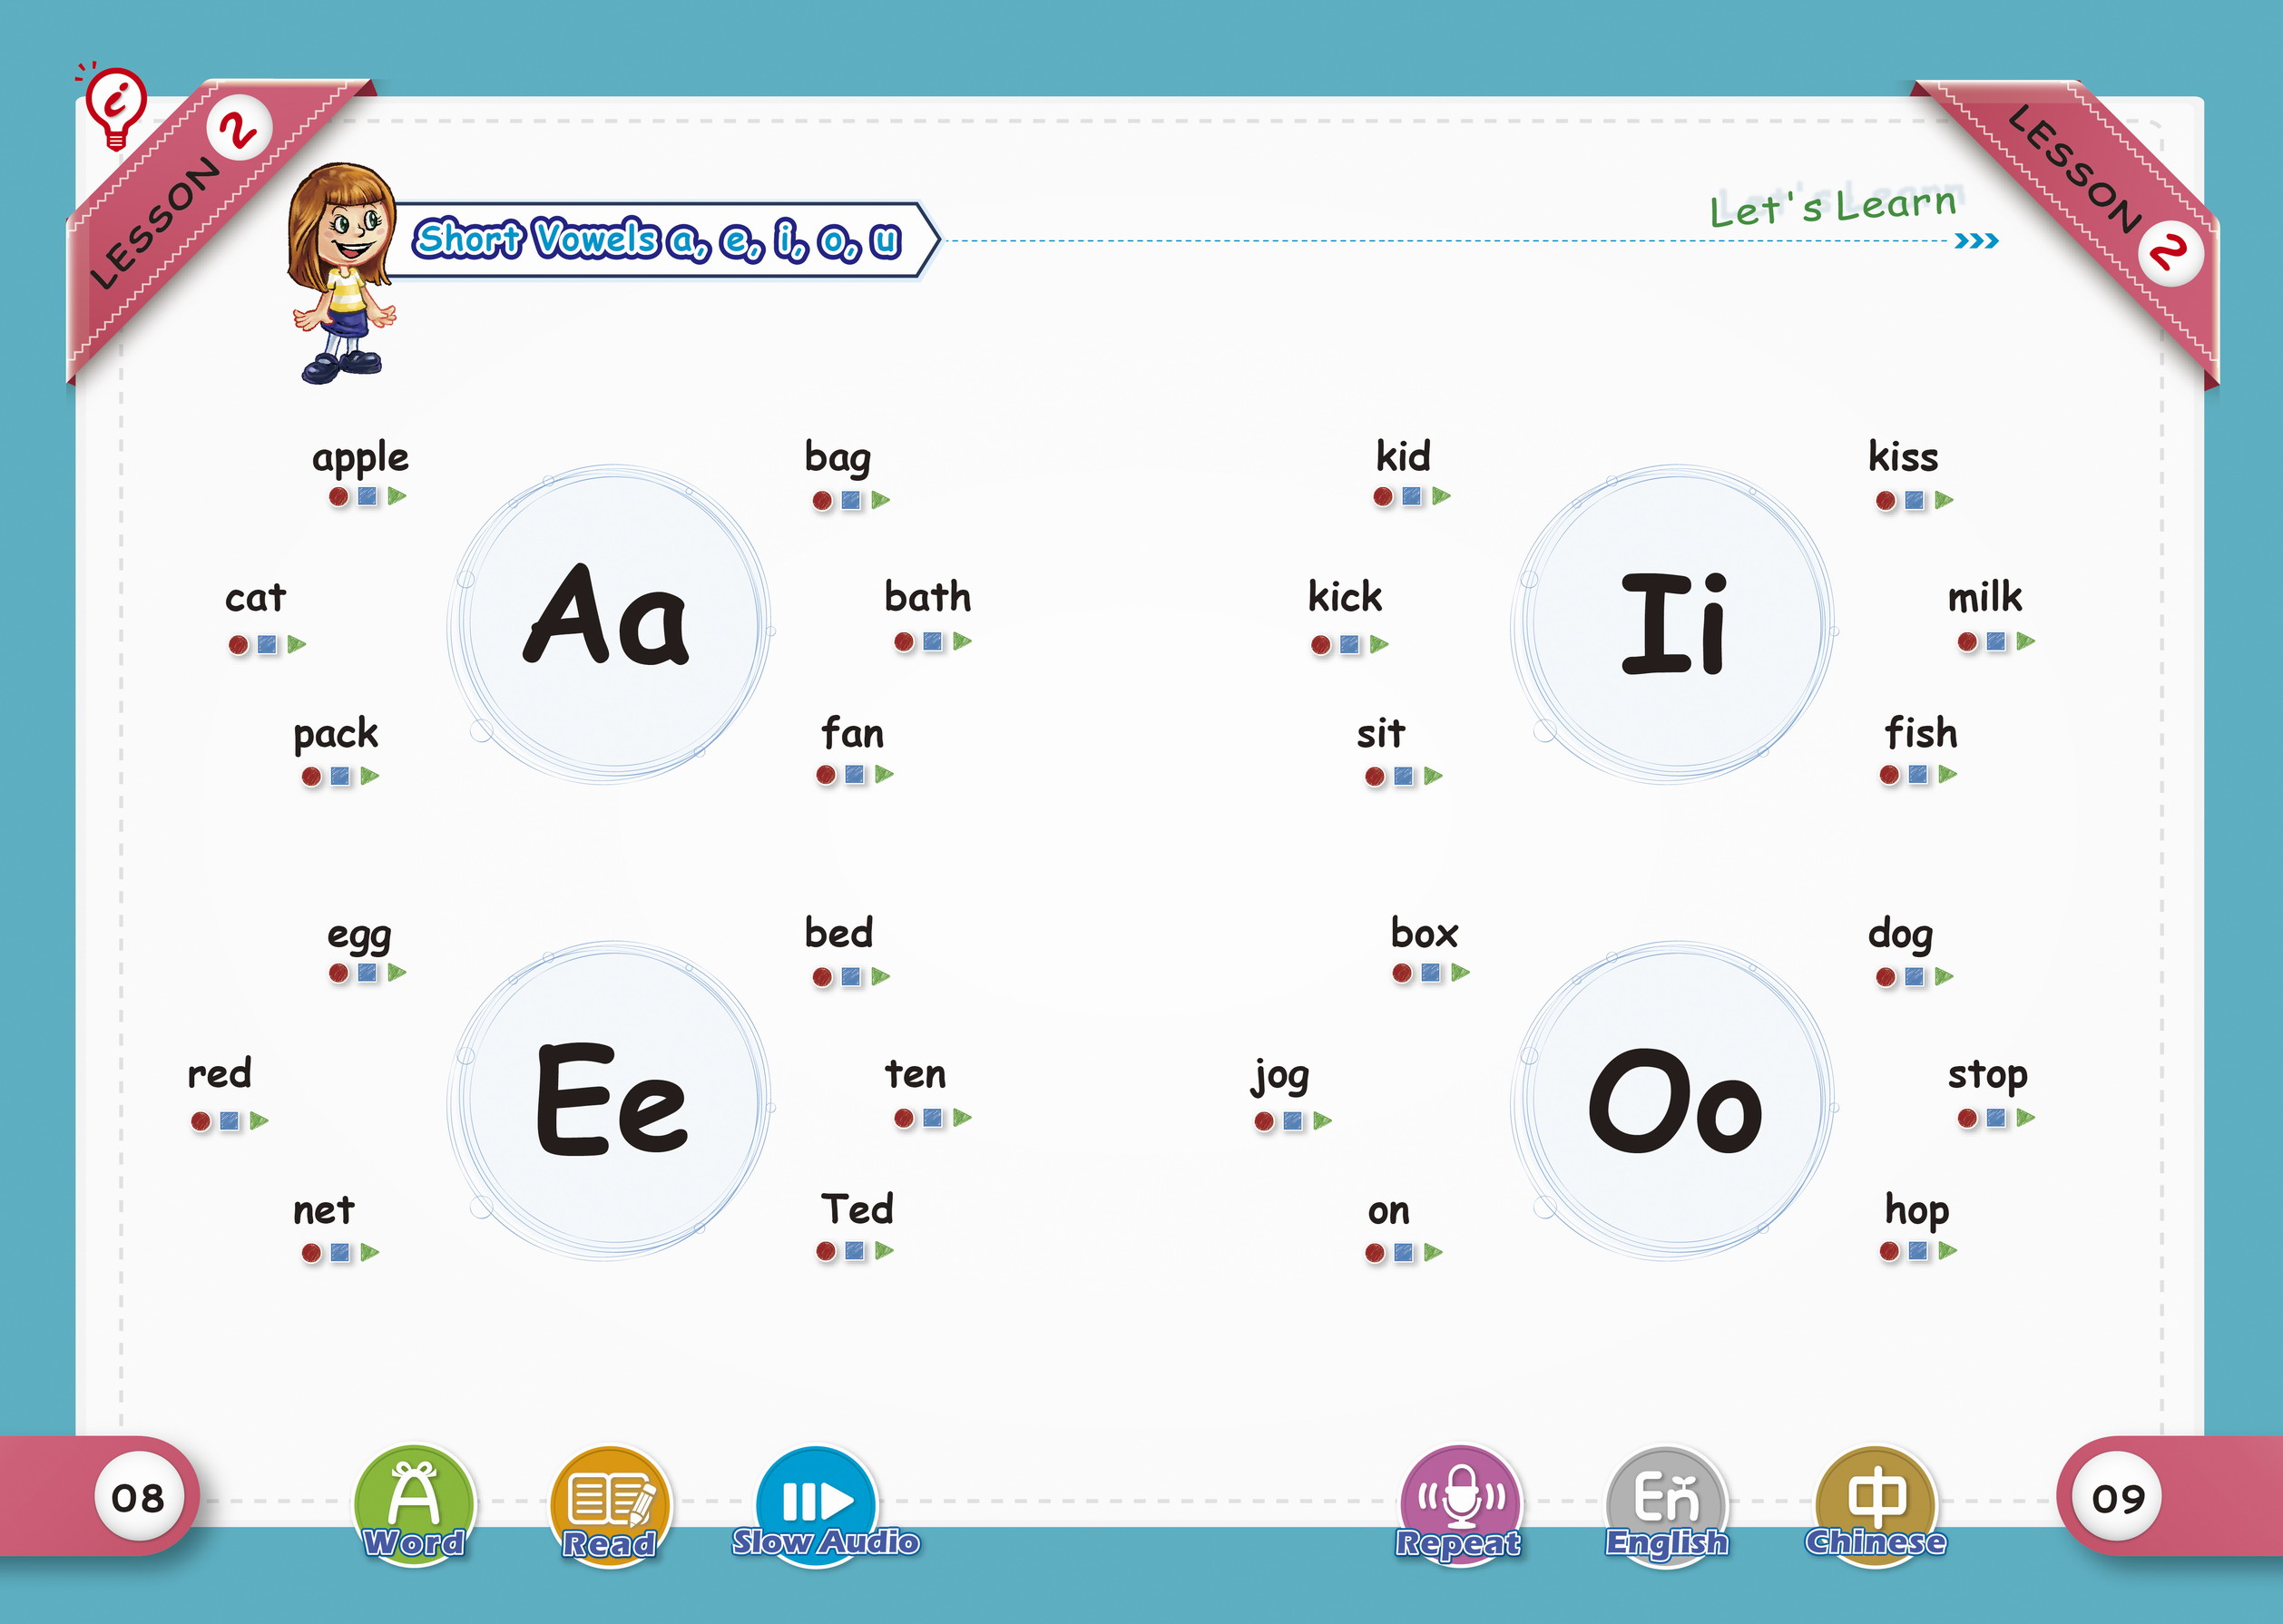 LESSON 2
LESSON 2
Short Vowels a, e, i, o, u
Let's Learn
apple
bag
cat
Aa
bath
pack
fan
kid
kiss
kick
Ii
milk
sit
fish
egg
bed
red
Ee
ten
net
Ted
box
dog
jog
Oo
stop
on
hop
08
Word
Read
Slow Audio
Repeat
En
English
中
Chinese
09